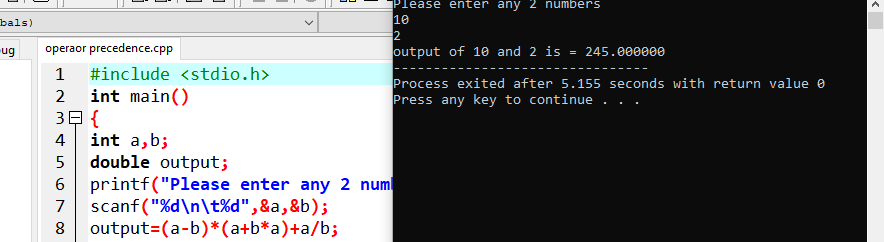 bals)
ug
operaor precedence.cpp
1 #include <stdio.h>
2 int main()
3 {
4 int a,b;
5 double output;
6 printf("Please enter any 2 num
7 scanf("%d\n\t%d",&a,&b);
8 output=(a-b)*(a+b*a)+a/b;
Please enter any 2 numbers
10
2
output of 10 and 2 is = 245.000000
--------------------------------
Process exited after 5.155 seconds with return value 0
Press any key to continue . . .